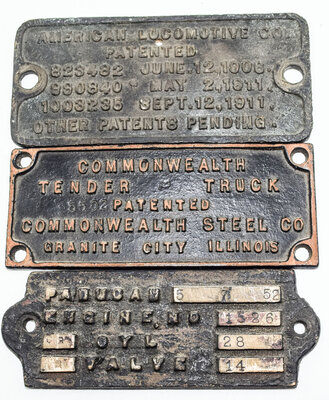 AMERICAN LOCOMOTIVE CO.
PATENTED
823482 JUNE.12,1906.
990840 MAY 2,1911.
1003235 SEPT.12,1911.
OTHER PATENTS PENDING.
COMMONWEALTH
TENDER TRUCK
PATENTED
COMMONWEALTH STEEL CO
GRANITE CITY ILLINOIS
PADUCAH 5 7 52
ENGINE NO 1526
CYL 28
VALVE 14